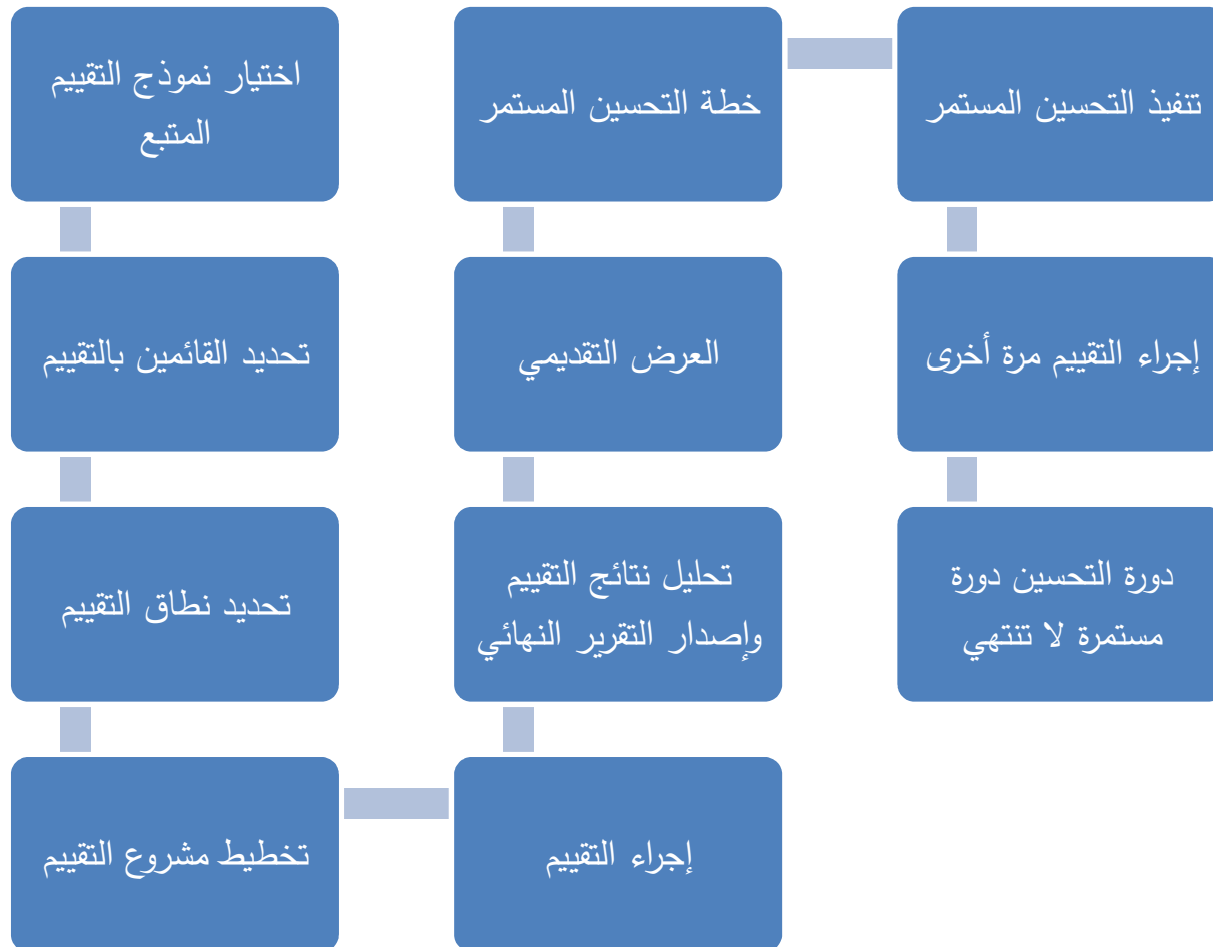 اختيار نموذج التقييم
المتبع
تحديد القائمين بالتقييم
تحديد نطاق التقييم
تخطيط مشروع التقييم
إجراء التقييم
تحليل نتائج التقييم
وإصدار التقرير النهائي
العرض التقديمي
خطة التحسين المستمر
تنفيذ التحسين المستمر
إجراء التقييم مرة أخرى
دورة التحسين دورة
مستمرة لا تنتهي